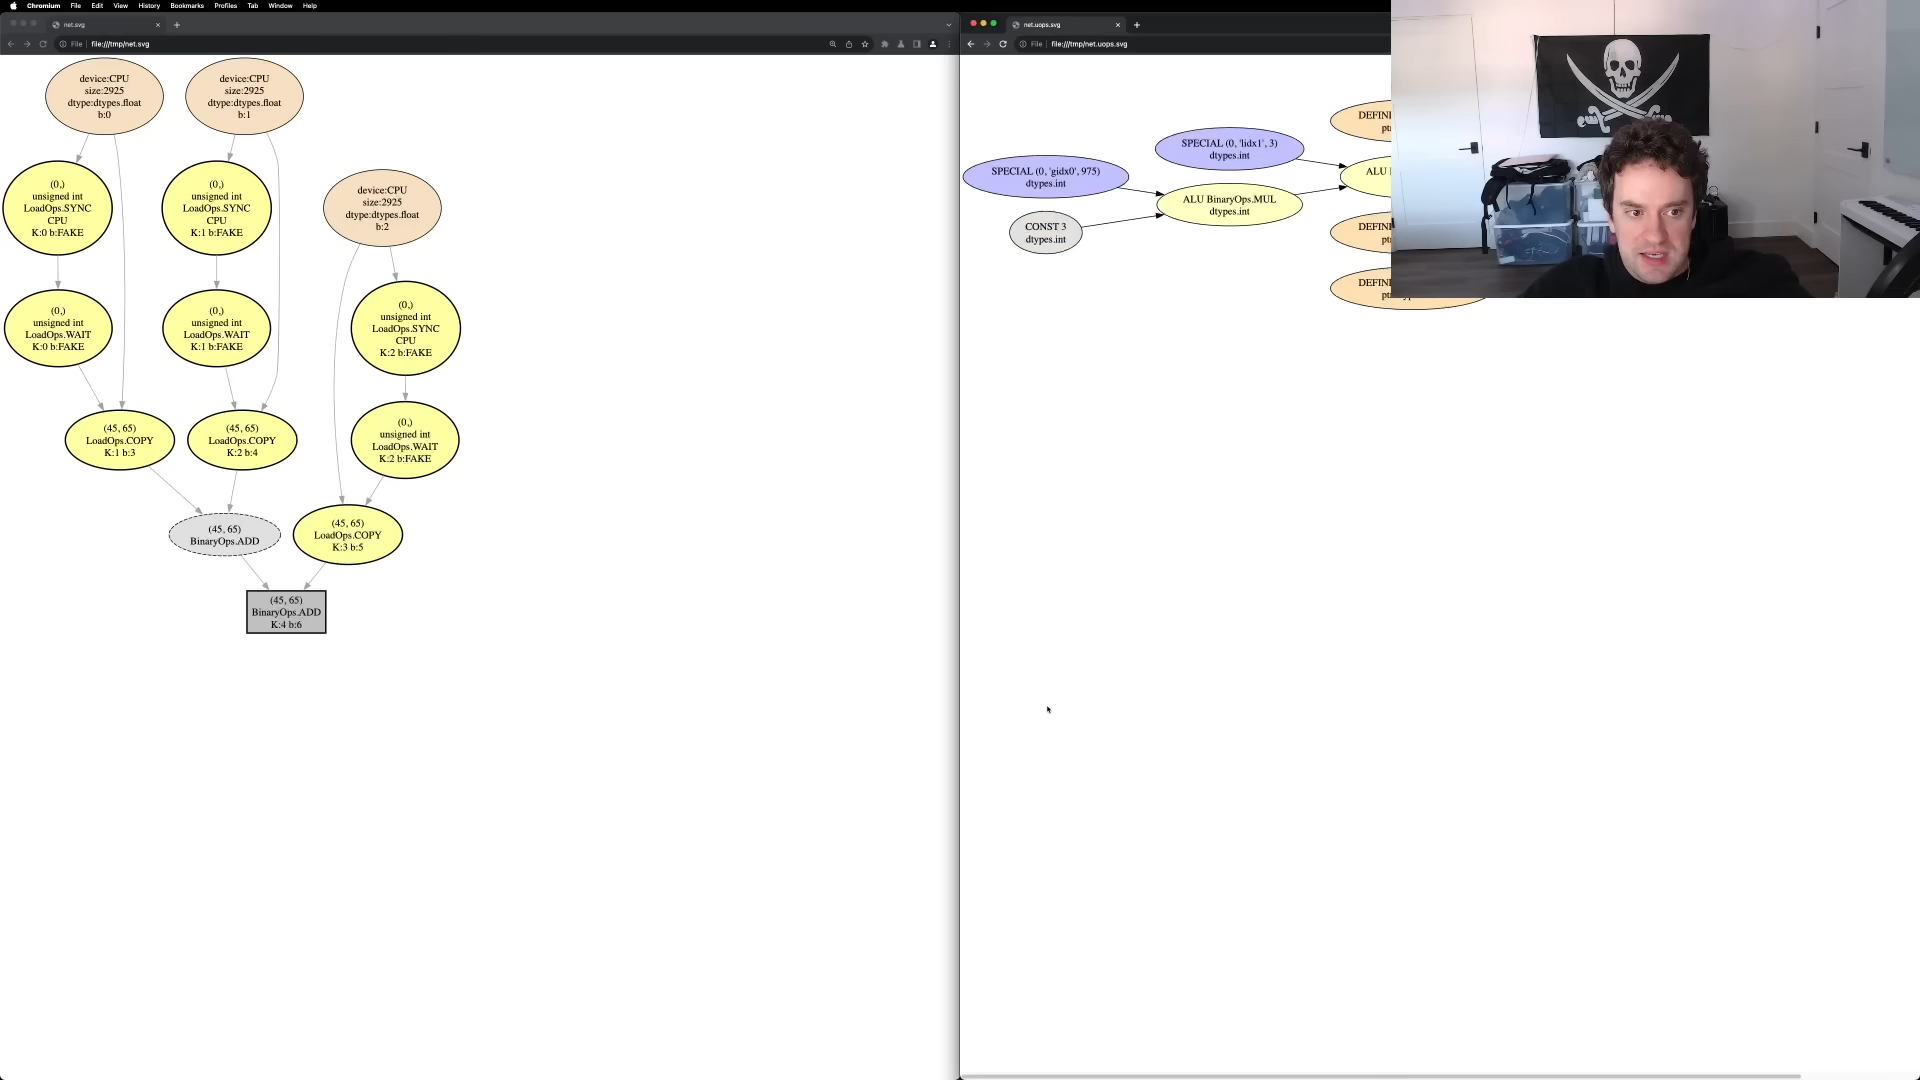 Chromium File Edit View History Bookmarks Profiles Tab Window Help
net.svg
File file:///tmp/net.svg
device:CPU
size:2925
dtype:dtypes.float
b:0
device:CPU
size:2925
dtype:dtypes.float
b:1
(0,)
unsigned int
LoadOps.SYNC
CPU
K:0 b:FAKE
(0,)
unsigned int
LoadOps.SYNC
CPU
K:1 b:FAKE
device:CPU
size:2925
dtype:dtypes.float
b:2
(0,)
unsigned int
LoadOps.WAIT
K:0 b:FAKE
(0,)
unsigned int
LoadOps.WAIT
K:1 b:FAKE
(0,)
unsigned int
LoadOps.SYNC
CPU
K:2 b:FAKE
(45, 65)
LoadOps.COPY
K:1 b:3
(45, 65)
LoadOps.COPY
K:2 b:4
(0,)
unsigned int
LoadOps.WAIT
K:2 b:FAKE
(45, 65)
BinaryOps.ADD
(45, 65)
LoadOps.COPY
K:3 b:5
(45, 65)
BinaryOps.ADD
K:4 b:6
net.uops.svg
File file:///tmp/net.uops.svg
SPECIAL (0, 'gidx0', 975)
dtypes.int
CONST 3
dtypes.int
SPECIAL (0, 'lidx1', 3)
dtypes.int
ALU BinaryOps.MUL
dtypes.int
DEFIN
pt
ALU
DEFIN
pt
DEFIN